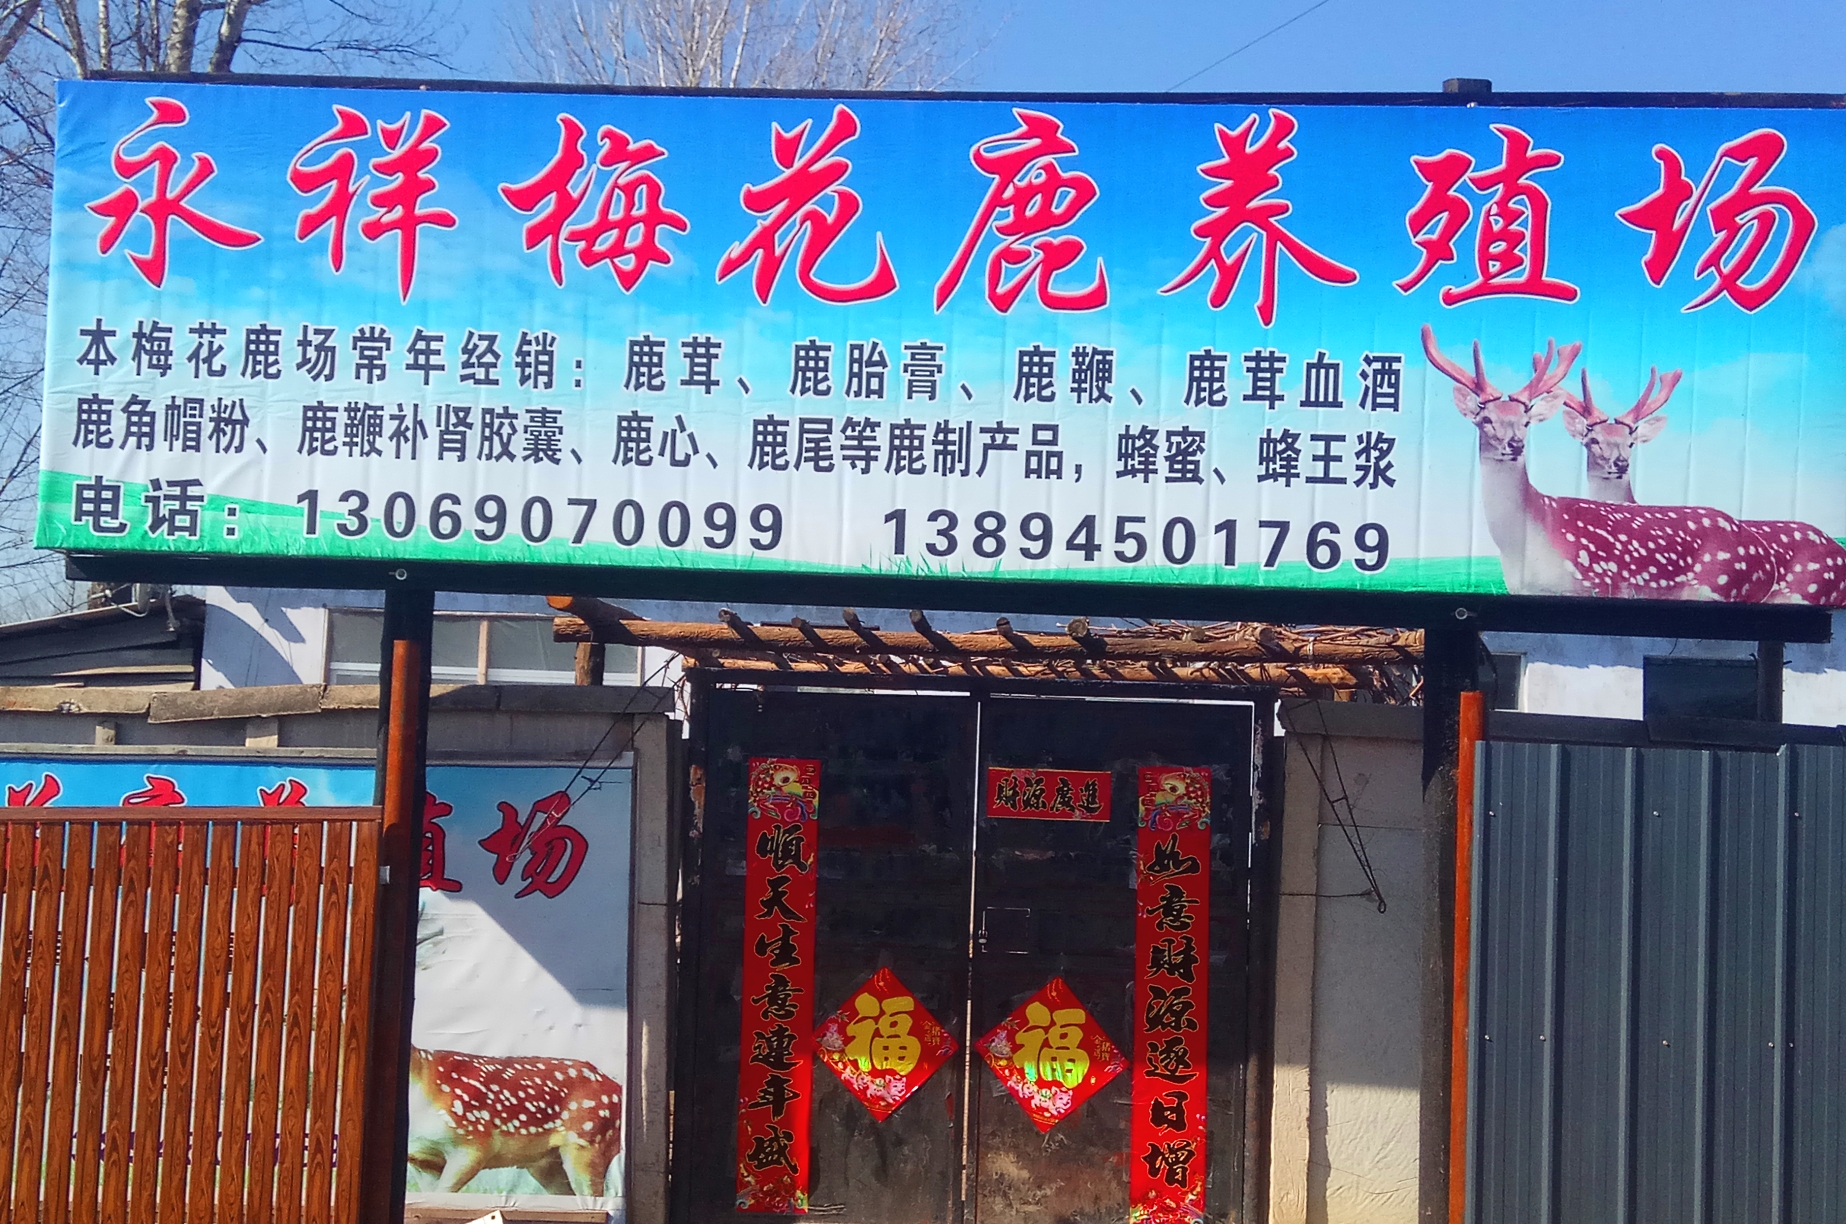 永祥梅花鹿养殖场
本梅花鹿场常年经销：鹿茸、鹿胎膏、鹿鞭、鹿茸血酒
鹿角帽粉、鹿鞭补肾胶囊、鹿心、鹿尾等鹿制产品，蜂蜜、蜂王浆
电话：13069070099 13894501769
殖场
財源廣進
順天生意連年盛
如意財源逐日增
福
福